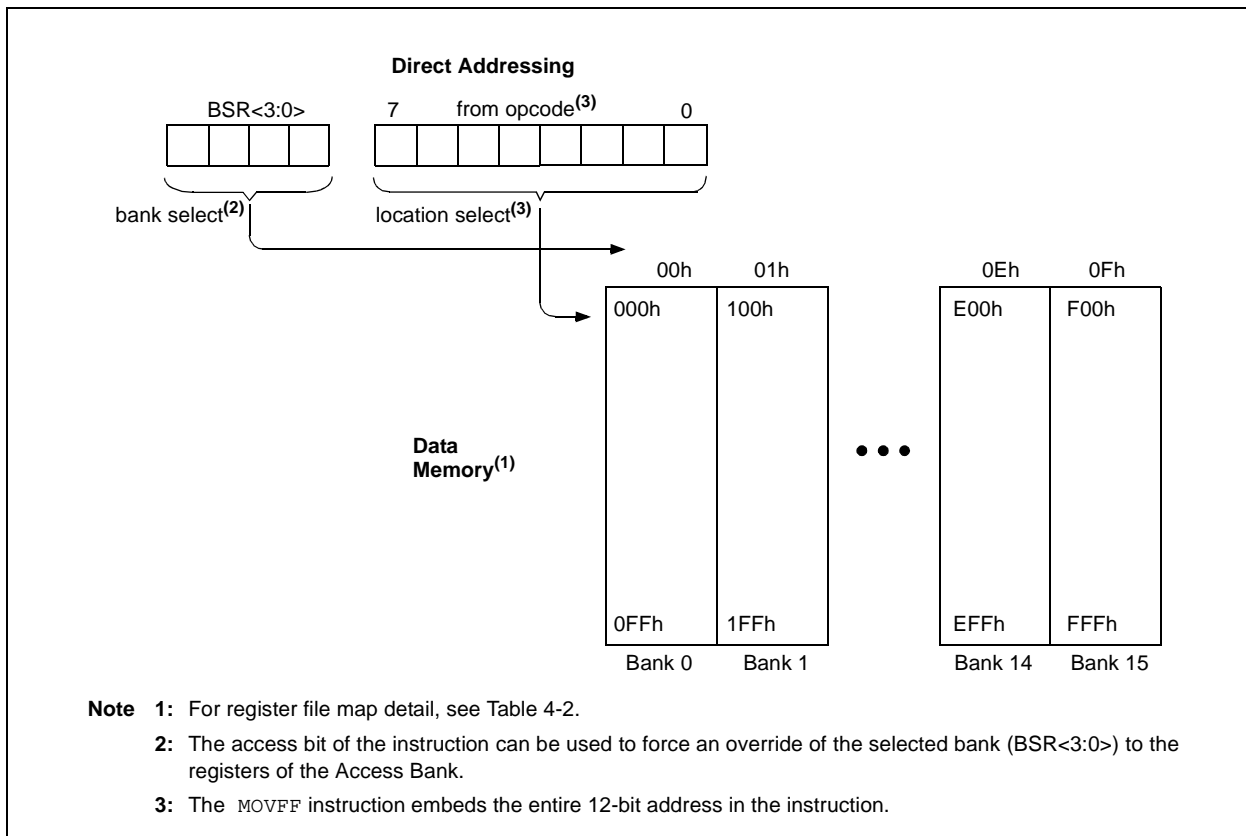 Direct Addressing
BSR<3:0> 7 from opcode(3) 0
bank select(2) location select(3)
00h 01h 0Eh 0Fh
000h 100h E00h F00h
Data
Memory(1)
0FFh 1FFh EFFh FFFh
Bank 0 Bank 1 Bank 14 Bank 15
Note 1: For register file map detail, see Table 4-2.
2: The access bit of the instruction can be used to force an override of the selected bank (BSR<3:0>) to the
registers of the Access Bank.
3: The MOVFF instruction embeds the entire 12-bit address in the instruction.